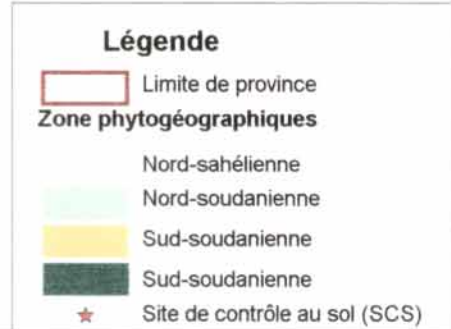 Légende
Limite de province
Zone phytogéographiques
Nord-sahélienne
Nord-soudanienne
Sud-soudanienne
Sud-soudanienne
Site de contrôle au sol (SCS)